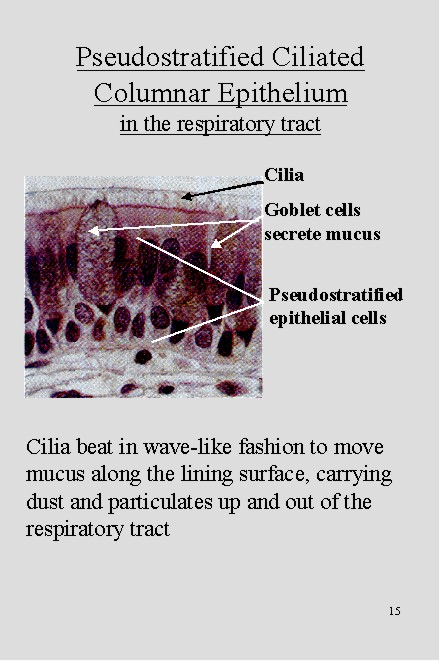 Pseudostratified Ciliated
Columnar Epithelium
in the respiratory tract
Cilia
Goblet cells
secrete mucus
Pseudostratified
epithelial cells
Cilia beat in wave-like fashion to move
mucus along the lining surface, carrying
dust and particulates up and out of the
respiratory tract
15